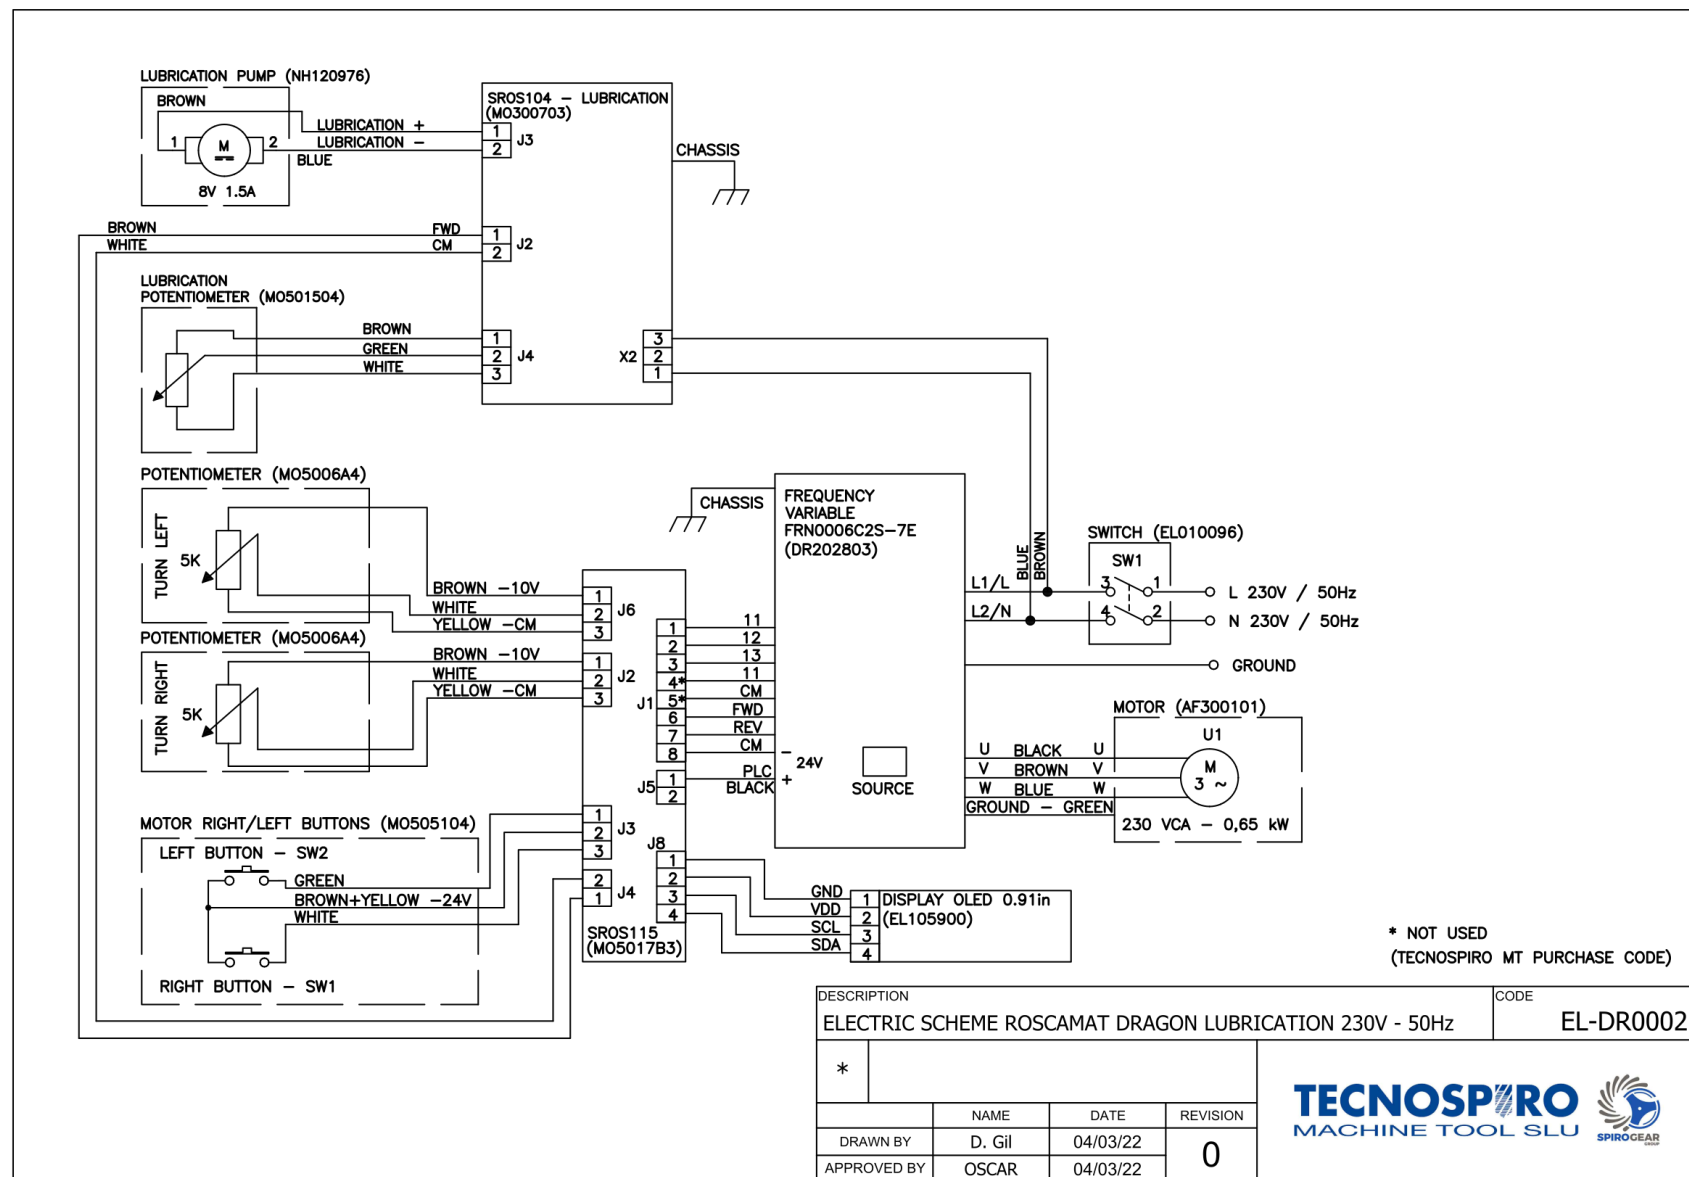 LUBRICATION PUMP (NH120976)
BROWN
LUBRICATION +
LUBRICATION -
1
M
2
BLUE
8V 1.5A
SROS104 - LUBRICATION
(MO300703)
1
2
J3
CHASSIS
BROWN
WHITE
FWD
CM
1
2
J2
LUBRICATION
POTENTIOMETER (MO501504)
BROWN
GREEN
WHITE
1
2
3
J4
X2
3
2
1
POTENTIOMETER (MO5006A4)
TURN LEFT
5K
BROWN -10V
WHITE
YELLOW -CM
1
2
3
J6
POTENTIOMETER (MO5006A4)
TURN RIGHT
5K
BROWN -10V
WHITE
YELLOW -CM
1
2
3
J2
J1
1
2
3
4*
5*
6
7
8
11
12
13
11
CM
FWD
REV
CM
J5
1
2
PLC
BLACK
-
24V
+
CHASSIS
FREQUENCY
VARIABLE
FRN0006C2S-7E
(DR202803)
SOURCE
L1/L
L2/N
BLUE
BROWN
SWITCH (EL010096)
SW1
3
1
4
2
L 230V / 50Hz
N 230V / 50Hz
GROUND
MOTOR (AF300101)
U1
U BLACK U
V BROWN V
W BLUE W
GROUND - GREEN
M
3 ~
230 VCA - 0,65 kW
MOTOR RIGHT/LEFT BUTTONS (MO505104)
LEFT BUTTON - SW2
GREEN
BROWN+YELLOW -24V
WHITE
RIGHT BUTTON - SW1
1
2
3
J3
2
1
J4
J8
1
2
3
4
SROS115
(MO5017B3)
GND
VDD
SCL
SDA
1
2
3
4
DISPLAY OLED 0.91in
(EL105900)
* NOT USED
(TECNOSPIRO MT PURCHASE CODE)
DESCRIPTION
ELECTRIC SCHEME ROSCAMAT DRAGON LUBRICATION 230V - 50Hz
CODE
EL-DR0002
*
NAME DATE REVISION
DRAWN BY D. Gil 04/03/22 0
APPROVED BY OSCAR 04/03/22
TECNOSPIRO
MACHINE TOOL SLU
SPIROGEAR
GROUP